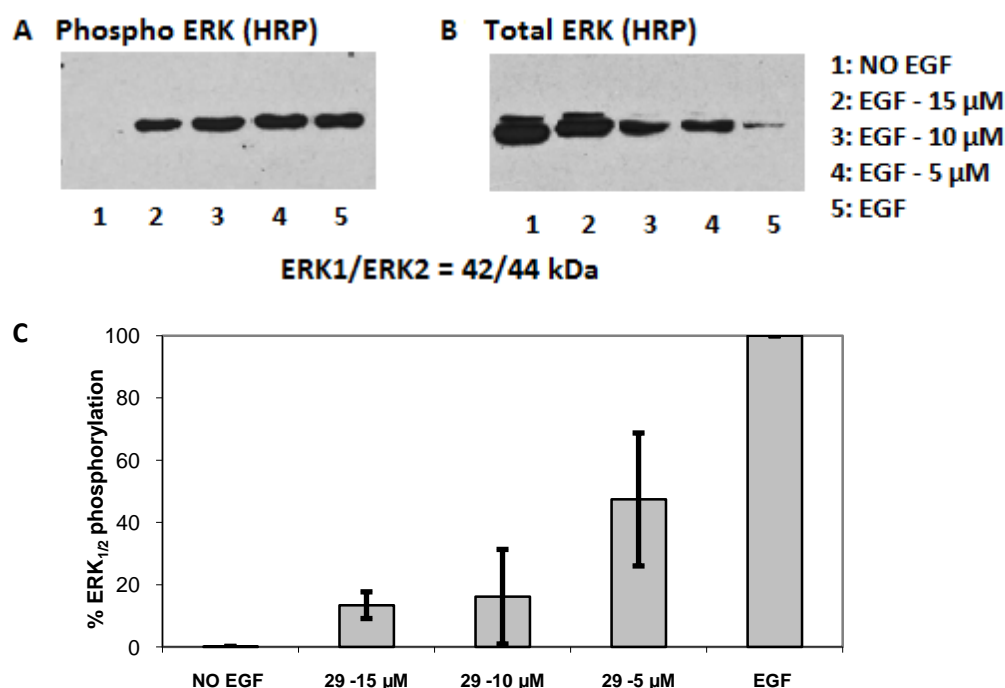 A Phospho ERK (HRP)
B Total ERK (HRP)
1: NO EGF
2: EGF - 15 µM
3: EGF - 10 µM
4: EGF - 5 µM
5: EGF
1 2 3 4 5
1 2 3 4 5
ERK1/ERK2 = 42/44 kDa
C
% ERK1/2 phosphorylation
100
80
60
40
20
0
NO EGF 29 -15 µM 29 -10 µM 29 -5 µM EGF